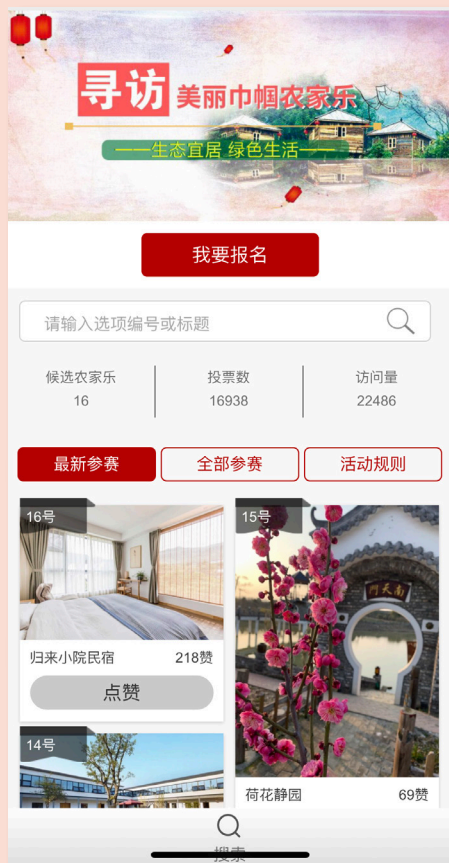 寻访 美丽巾帼农家乐
——生态宜居 绿色生活——
我要报名
请输入选项编号或标题
候选农家乐 投票数 访问量
16 16938 22486
最新参赛 全部参赛 活动规则
16号
归来小院民宿 218赞
点赞
15号
南天門
荷花静园 69赞
14号
搜索